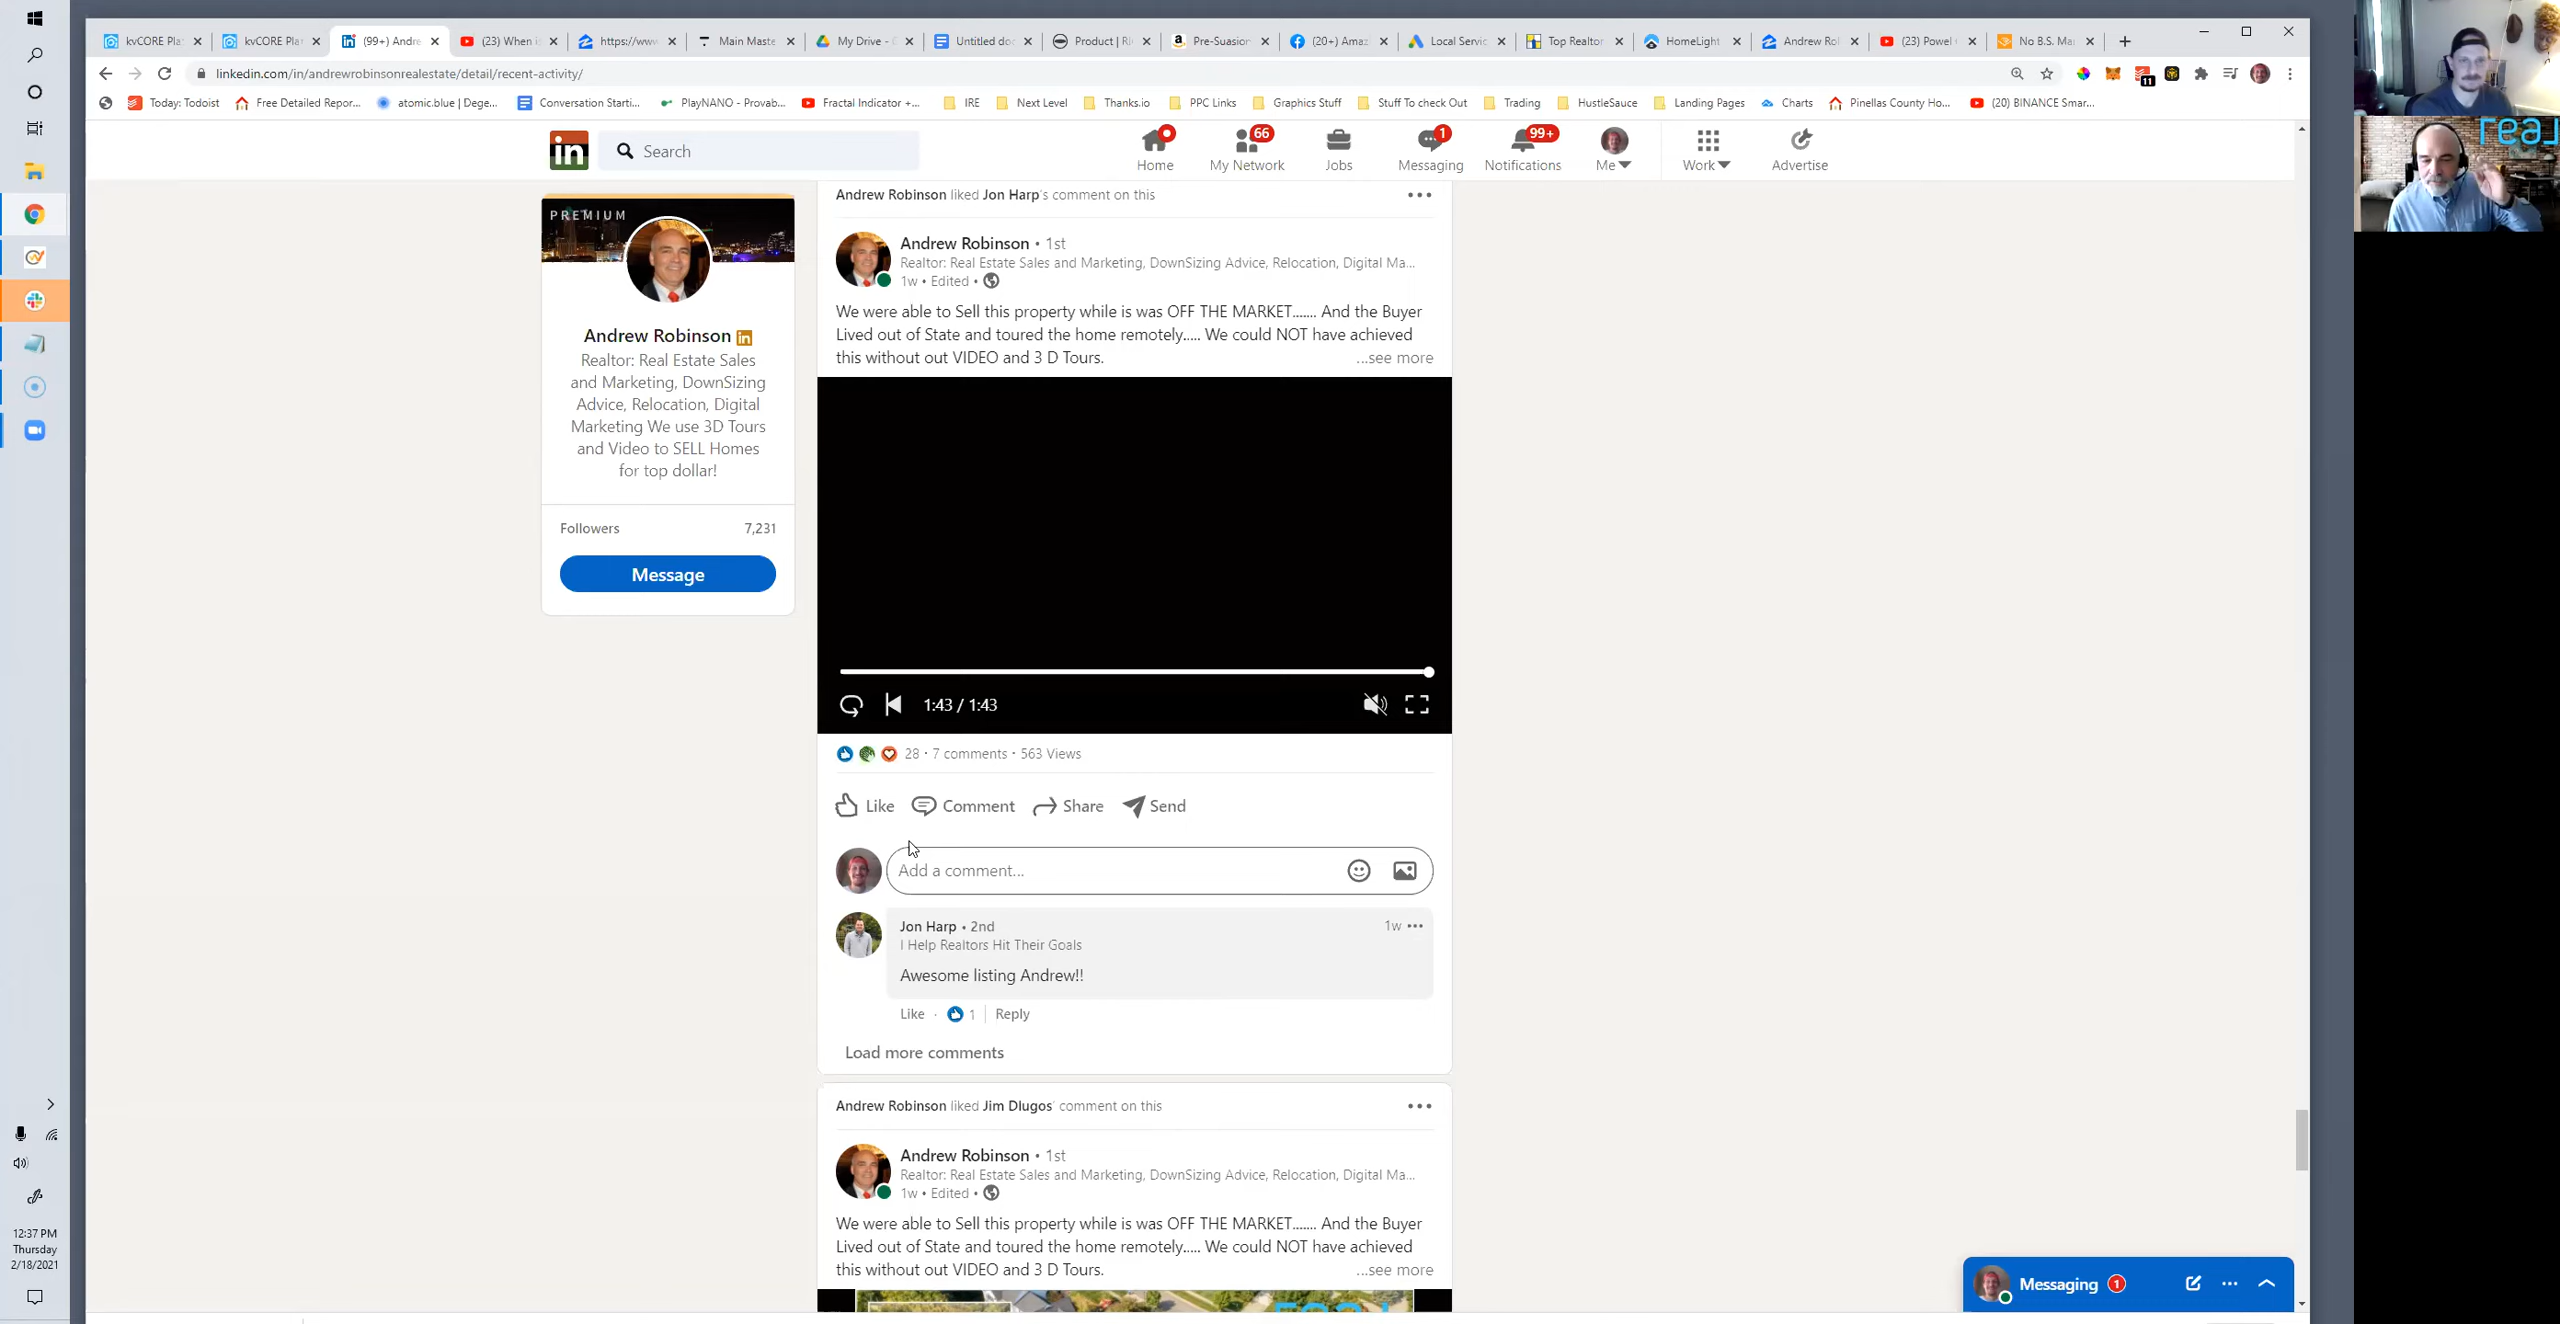 kvCORE Pla
kvCORE Pla
(99+) Andre
(23) When i
https://www
Main Maste
My Drive - G
Untitled do
Product | R
Pre-Suasion
(20+) Ama
Local Servic
Top Realtor
HomeLight
Andrew Ro
(23) Powel
No B.S. Ma
linkedin.com/in/andrewrobinsonrealestate/detail/recent-activity/
11
Today: Todoist
Free Detailed Repor...
atomic.blue | Dege...
Conversation Starti...
PlayNANO - Provab...
Fractal Indicator +...
IRE
Next Level
Thanks.io
PPC Links
Graphics Stuff
Stuff To check Out
Trading
HustleSauce
Landing Pages
Charts
Pinellas County Ho...
(20) BINANCE Smar...
real
in
Search
Home
66
My Network
Jobs
1
Messaging
99+
Notifications
Me
Work
Advertise
PREMIUM
Andrew Robinson in
Realtor: Real Estate Sales
and Marketing, DownSizing
Advice, Relocation, Digital
Marketing We use 3D Tours
and Video to SELL Homes
for top dollar!
Followers 7,231
Message
Andrew Robinson liked Jon Harp's comment on this
Andrew Robinson • 1st
Realtor: Real Estate Sales and Marketing, DownSizing Advice, Relocation, Digital Ma...
1w • Edited •
We were able to Sell this property while is was OFF THE MARKET....... And the Buyer
Lived out of State and toured the home remotely..... We could NOT have achieved
this without out VIDEO and 3 D Tours. ...see more
1:43 / 1:43
28 · 7 comments · 563 Views
Like Comment Share Send
Add a comment...
Jon Harp • 2nd 1w
I Help Realtors Hit Their Goals
Awesome listing Andrew!!
Like · 1 | Reply
Load more comments
Andrew Robinson liked Jim Dlugos' comment on this
Andrew Robinson • 1st
Realtor: Real Estate Sales and Marketing, DownSizing Advice, Relocation, Digital Ma...
1w • Edited •
We were able to Sell this property while is was OFF THE MARKET....... And the Buyer
Lived out of State and toured the home remotely..... We could NOT have achieved
this without out VIDEO and 3 D Tours. ...see more
Messaging 1
12:37 PM
Thursday
2/18/2021